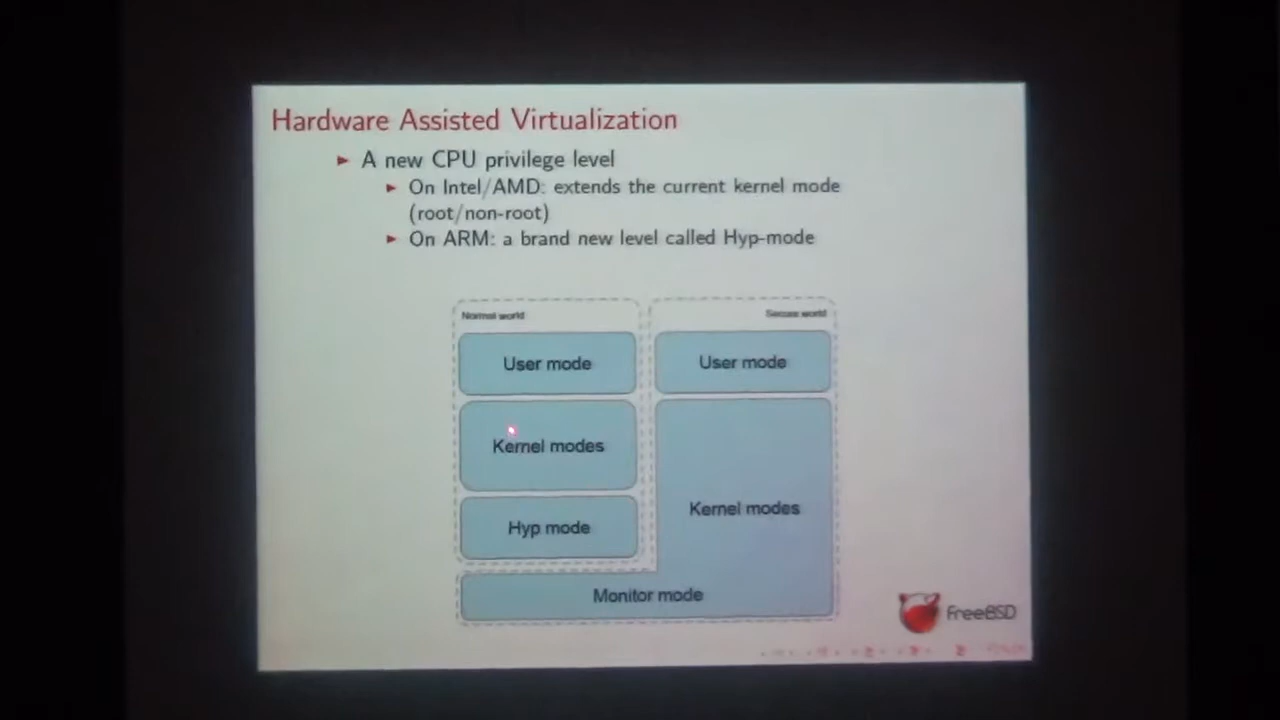 Hardware Assisted Virtualization
A new CPU privilege level
On Intel/AMD: extends the current kernel mode
(root/non-root)
On ARM: a brand new level called Hyp-mode
Normal world
Secure world
User mode
User mode
Kernel modes
Kernel modes
Hyp mode
Monitor mode
FreeBSD